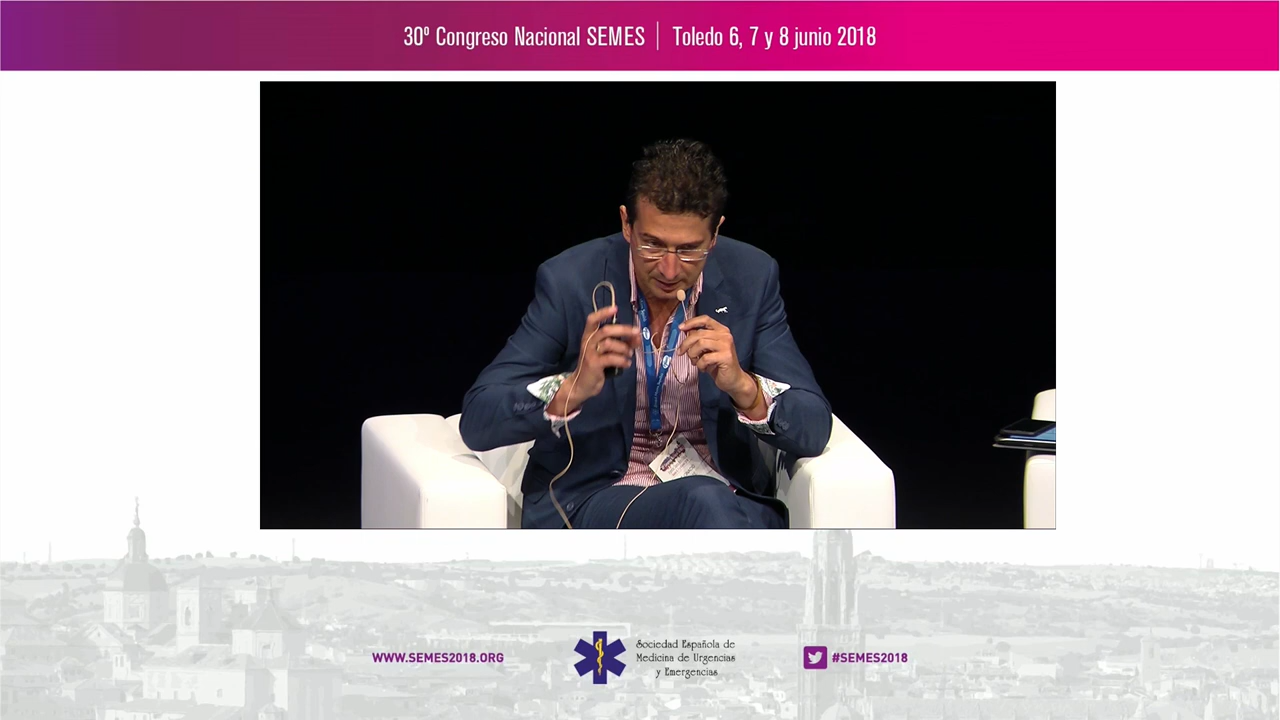 30º Congreso Nacional SEMES | Toledo 6, 7 y 8 junio 2018
WWW.SEMES2018.ORG
Sociedad Española de
Medicina de Urgencias
y Emergencias
#SEMES2018